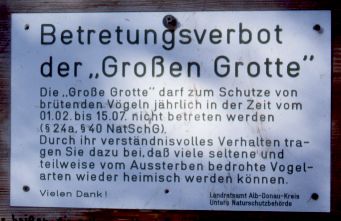 Betretungsverbot
der „Großen Grotte"
Die „Große Grotte" darf zum Schutze von
brütenden Vögeln jährlich in der Zeit vom
01.02. bis 15.07. nicht betreten werden
(§ 24a, § 40 NatSchG).
Durch ihr verständnisvolles Verhalten tra-
gen Sie dazu bei, daß viele seltene und
teilweise vom Aussterben bedrohte Vogel-
arten wieder heimisch werden können.
Vielen Dank!
Landratsamt Alb-Donau-Kreis
Untere Naturschutzbehörde